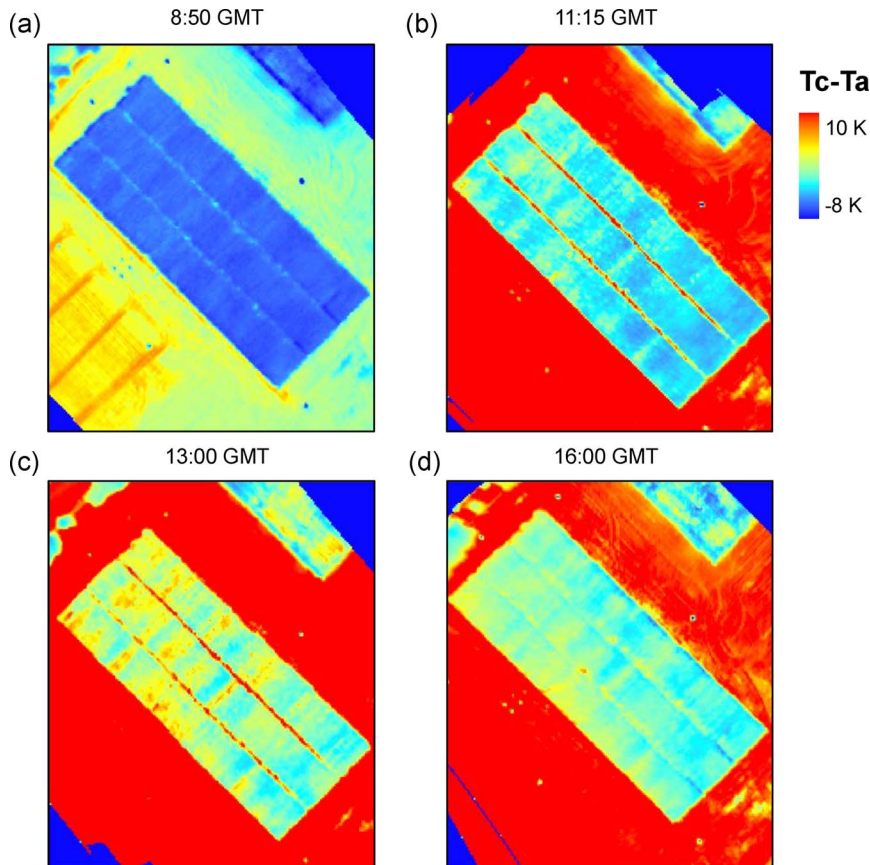 (a) 8:50 GMT
(b) 11:15 GMT
Tc-Ta
10 K
-8 K
(c) 13:00 GMT
(d) 16:00 GMT